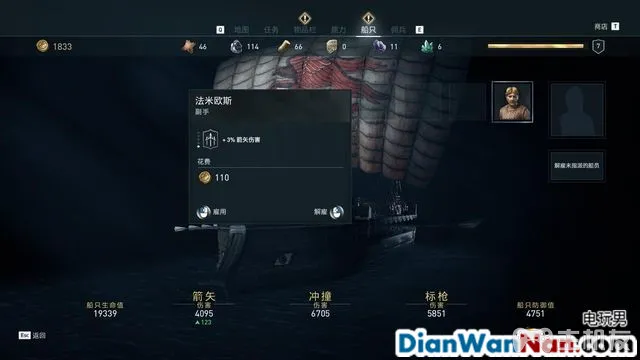 Q 地图 任务 物品栏 能力 船只 佣兵 E
商店 T
1833 46 114 66 0 11 6 7
法米欧斯
副手
+3% 箭矢伤害
花费
110
雇用 解雇
解雇未指派的船员
船只生命值
19339
箭矢
伤害
4095
▲123
冲撞
伤害
6705
标枪
伤害
5851
船只防御值
4751
Esc 返回
电玩男
DianWanNan.com